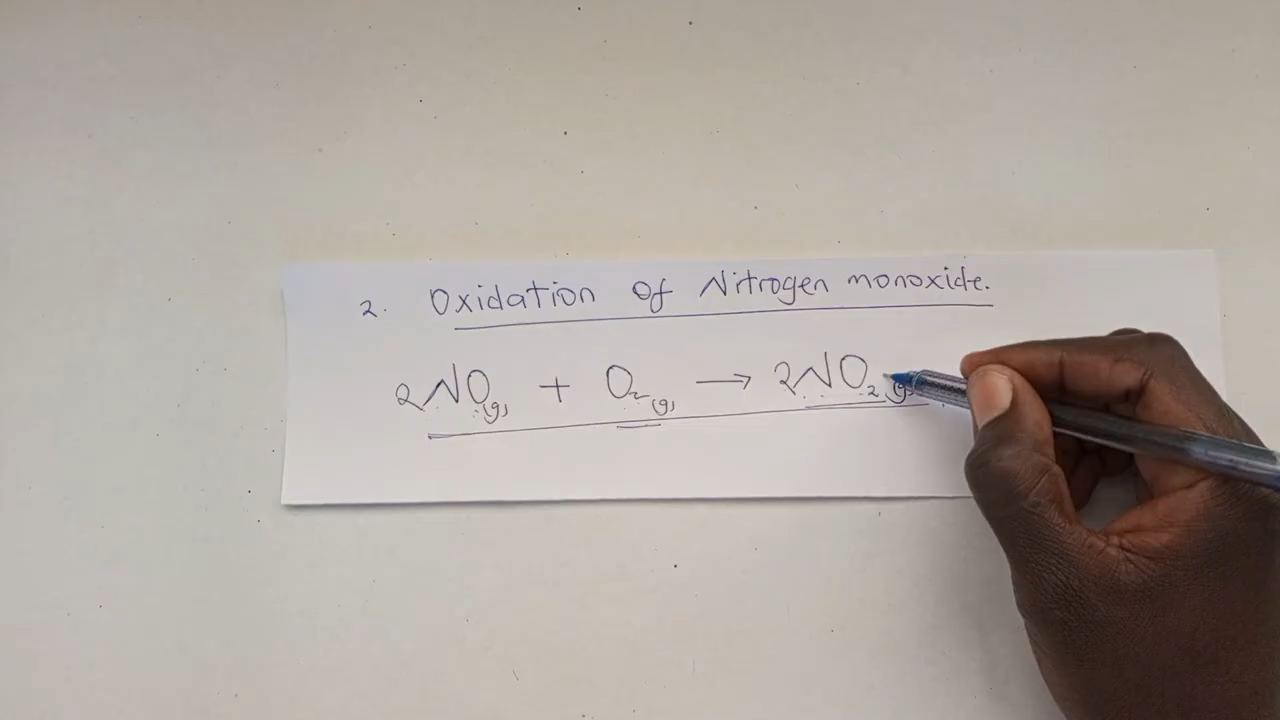 2. Oxidation of Nitrogen monoxide.
2NO(g) + O₂(g) → 2NO₂(g)